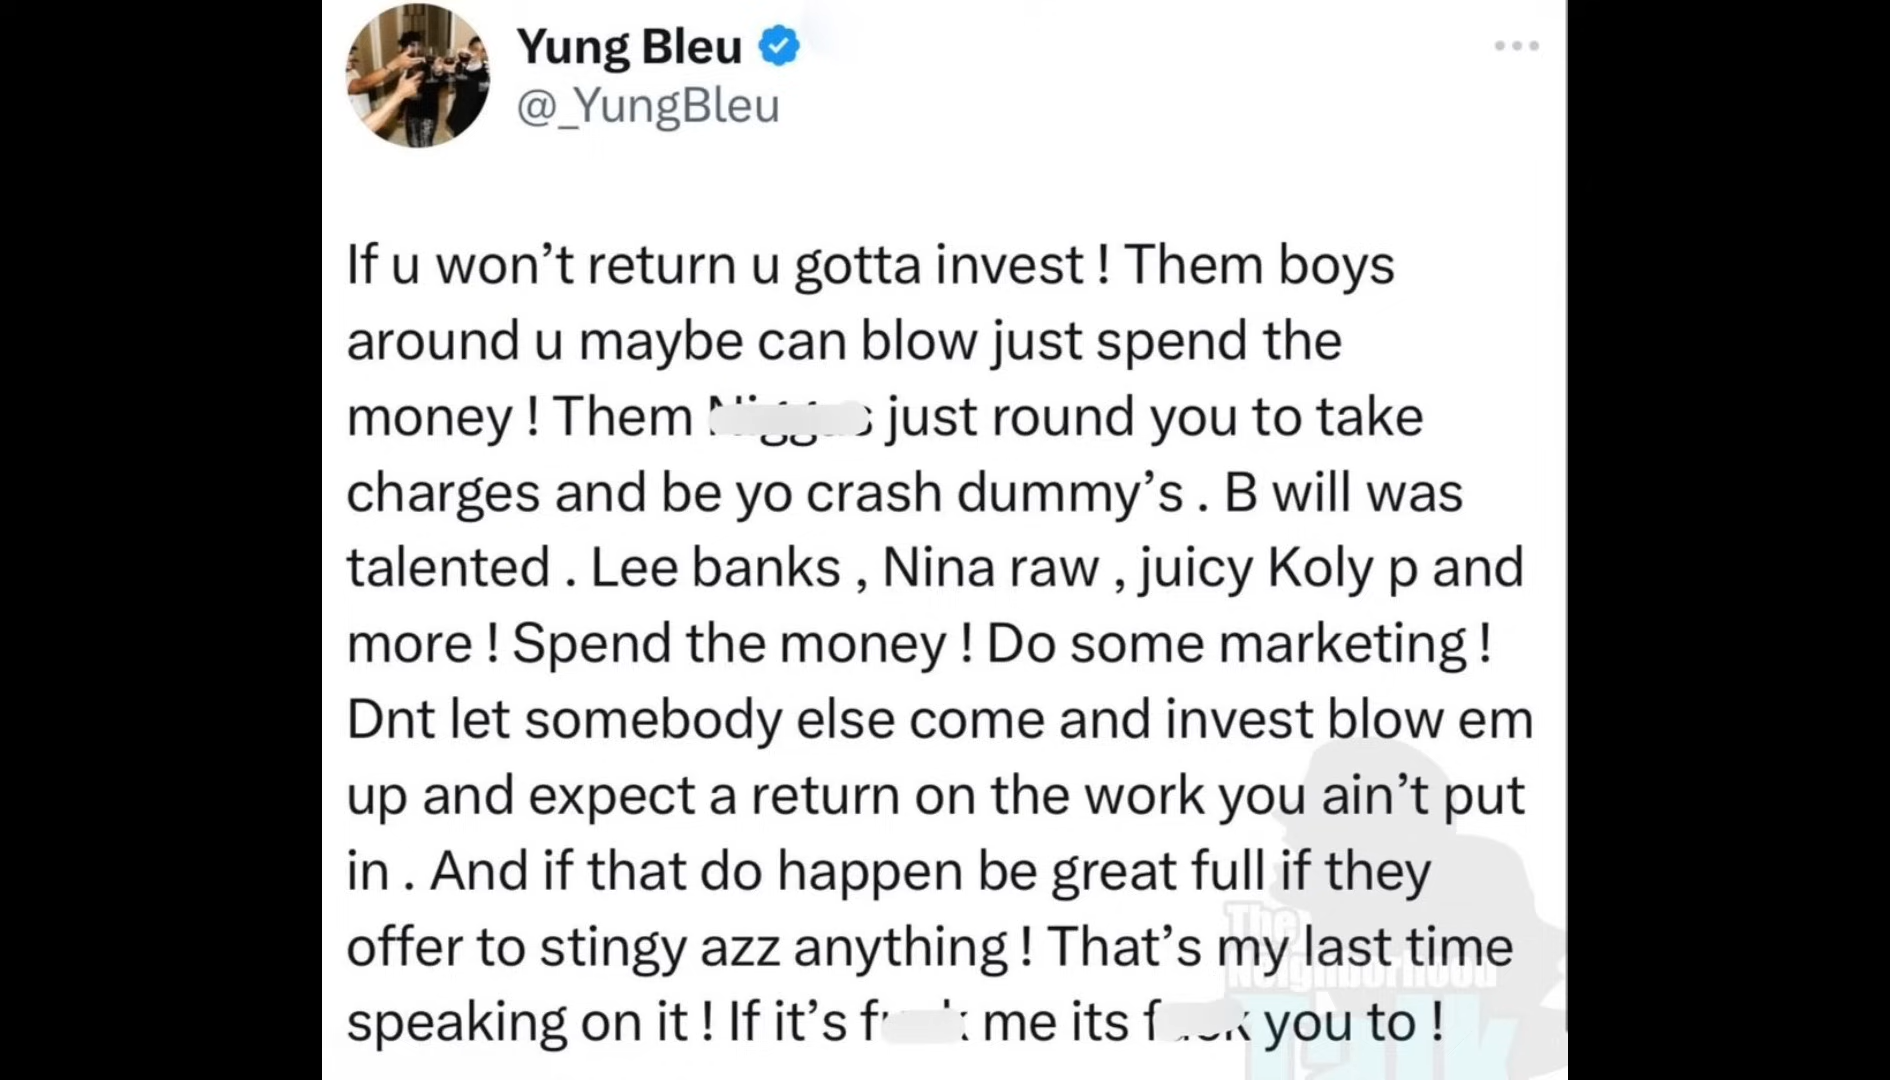 Yung Bleu
@_YungBleu
If u won’t return u gotta invest ! Them boys
around u maybe can blow just spend the
money ! Them just round you to take
charges and be yo crash dummy’s . B will was
talented . Lee banks , Nina raw , juicy Koly p and
more ! Spend the money ! Do some marketing !
Dnt let somebody else come and invest blow em
up and expect a return on the work you ain’t put
in . And if that do happen be great full if they
offer to stingy azz anything ! That’s my last time
speaking on it ! If it’s me its you to !
The
Neighborhood
Talk